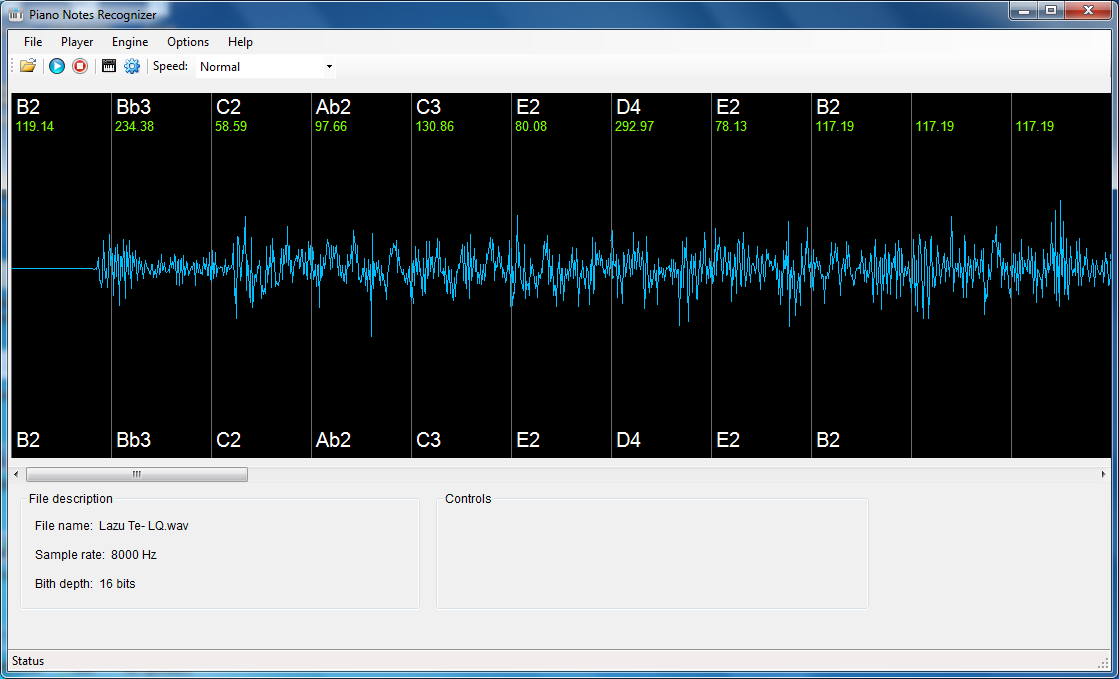 Piano Notes Recognizer
File Player Engine Options Help
Speed: Normal
B2 Bb3 C2 Ab2 C3 E2 D4 E2 B2
119.14 234.38 58.59 97.66 130.86 80.08 292.97 78.13 117.19 117.19 117.19
B2 Bb3 C2 Ab2 C3 E2 D4 E2 B2
File description
File name: Lazu Te- LQ.wav
Sample rate: 8000 Hz
Bith depth: 16 bits
Controls
Status